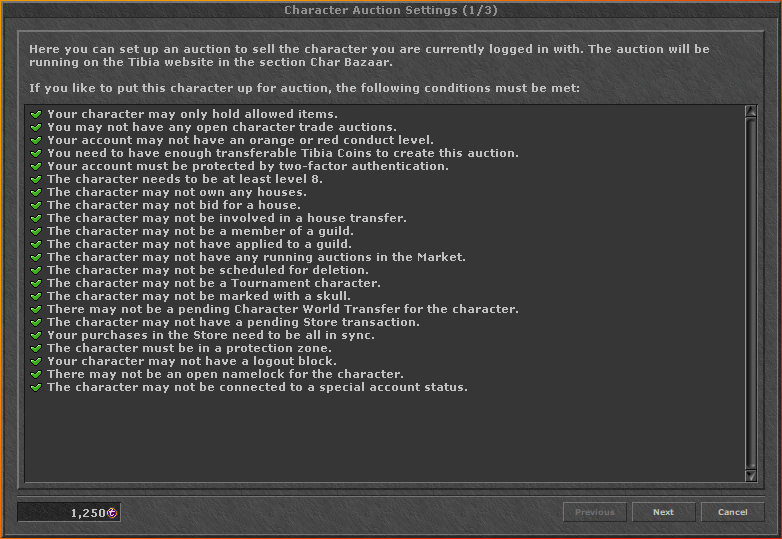 Character Auction Settings (1/3)
Here you can set up an auction to sell the character you are currently logged in with. The auction will be
running on the Tibia website in the section Char Bazaar.
If you like to put this character up for auction, the following conditions must be met:
Your character may only hold allowed items.
You may not have any open character trade auctions.
Your account may not have an orange or red conduct level.
You need to have enough transferable Tibia Coins to create this auction.
Your account must be protected by two-factor authentication.
The character needs to be at least level 8.
The character may not own any houses.
The character may not bid for a house.
The character may not be involved in a house transfer.
The character may not be a member of a guild.
The character may not have applied to a guild.
The character may not have any running auctions in the Market.
The character may not be scheduled for deletion.
The character may not be a Tournament character.
The character may not be marked with a skull.
There may not be a pending Character World Transfer for the character.
The character may not have a pending Store transaction.
Your purchases in the Store need to be all in sync.
The character must be in a protection zone.
Your character may not have a logout block.
There may not be an open namelock for the character.
The character may not be connected to a special account status.
1,250
Previous
Next
Cancel